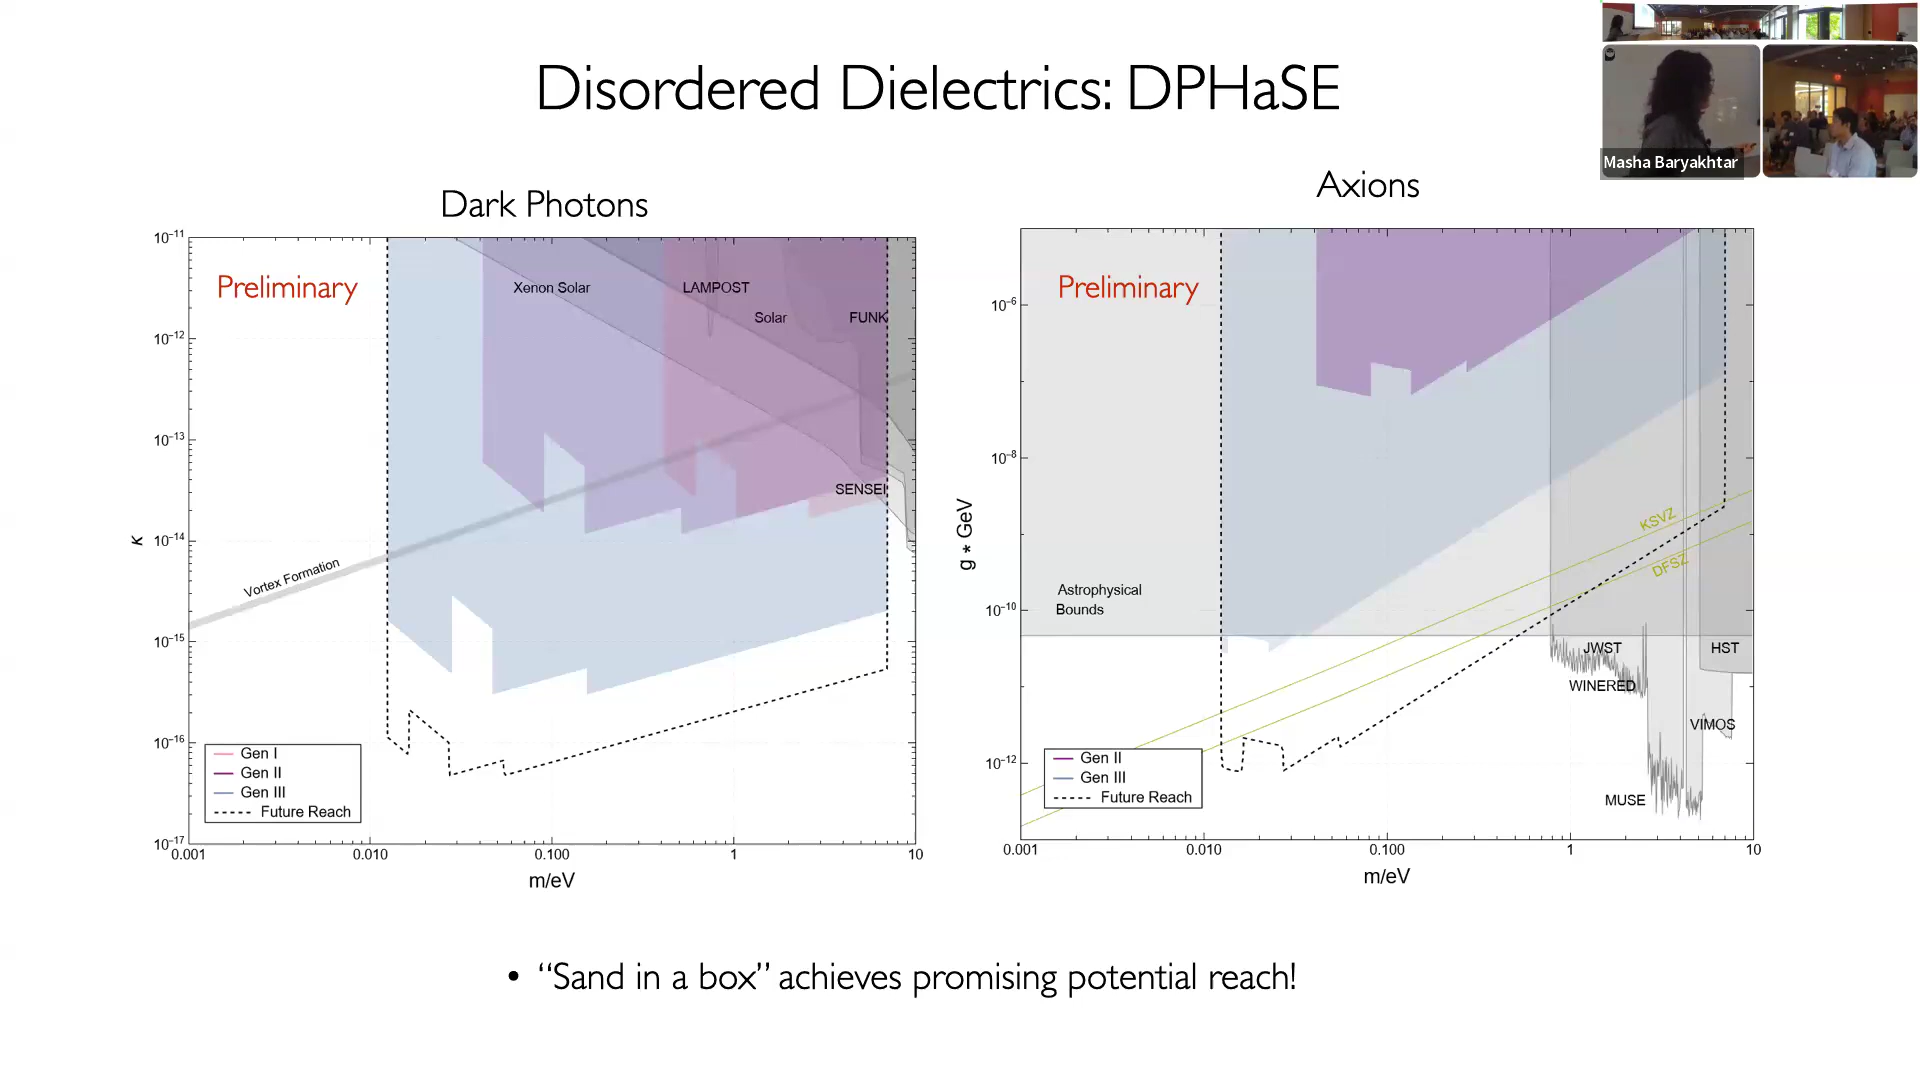 Disordered Dielectrics: DPHaSE
Masha Baryakhtar
Dark Photons
Preliminary
Xenon Solar
LAMPOST
Solar
FUNK
SENSEI
Vortex Formation
κ
10⁻¹¹
10⁻¹²
10⁻¹³
10⁻¹⁴
10⁻¹⁵
10⁻¹⁶
10⁻¹⁷
Gen I
Gen II
Gen III
Future Reach
0.001 0.010 0.100 1 10
m/eV
Axions
Preliminary
g * GeV
10⁻⁶
10⁻⁸
10⁻¹⁰
10⁻¹²
KSVZ
DFSZ
Astrophysical
Bounds
JWST
HST
WINERED
VIMOS
MUSE
Gen II
Gen III
Future Reach
0.001 0.010 0.100 1 10
m/eV
• “Sand in a box” achieves promising potential reach!